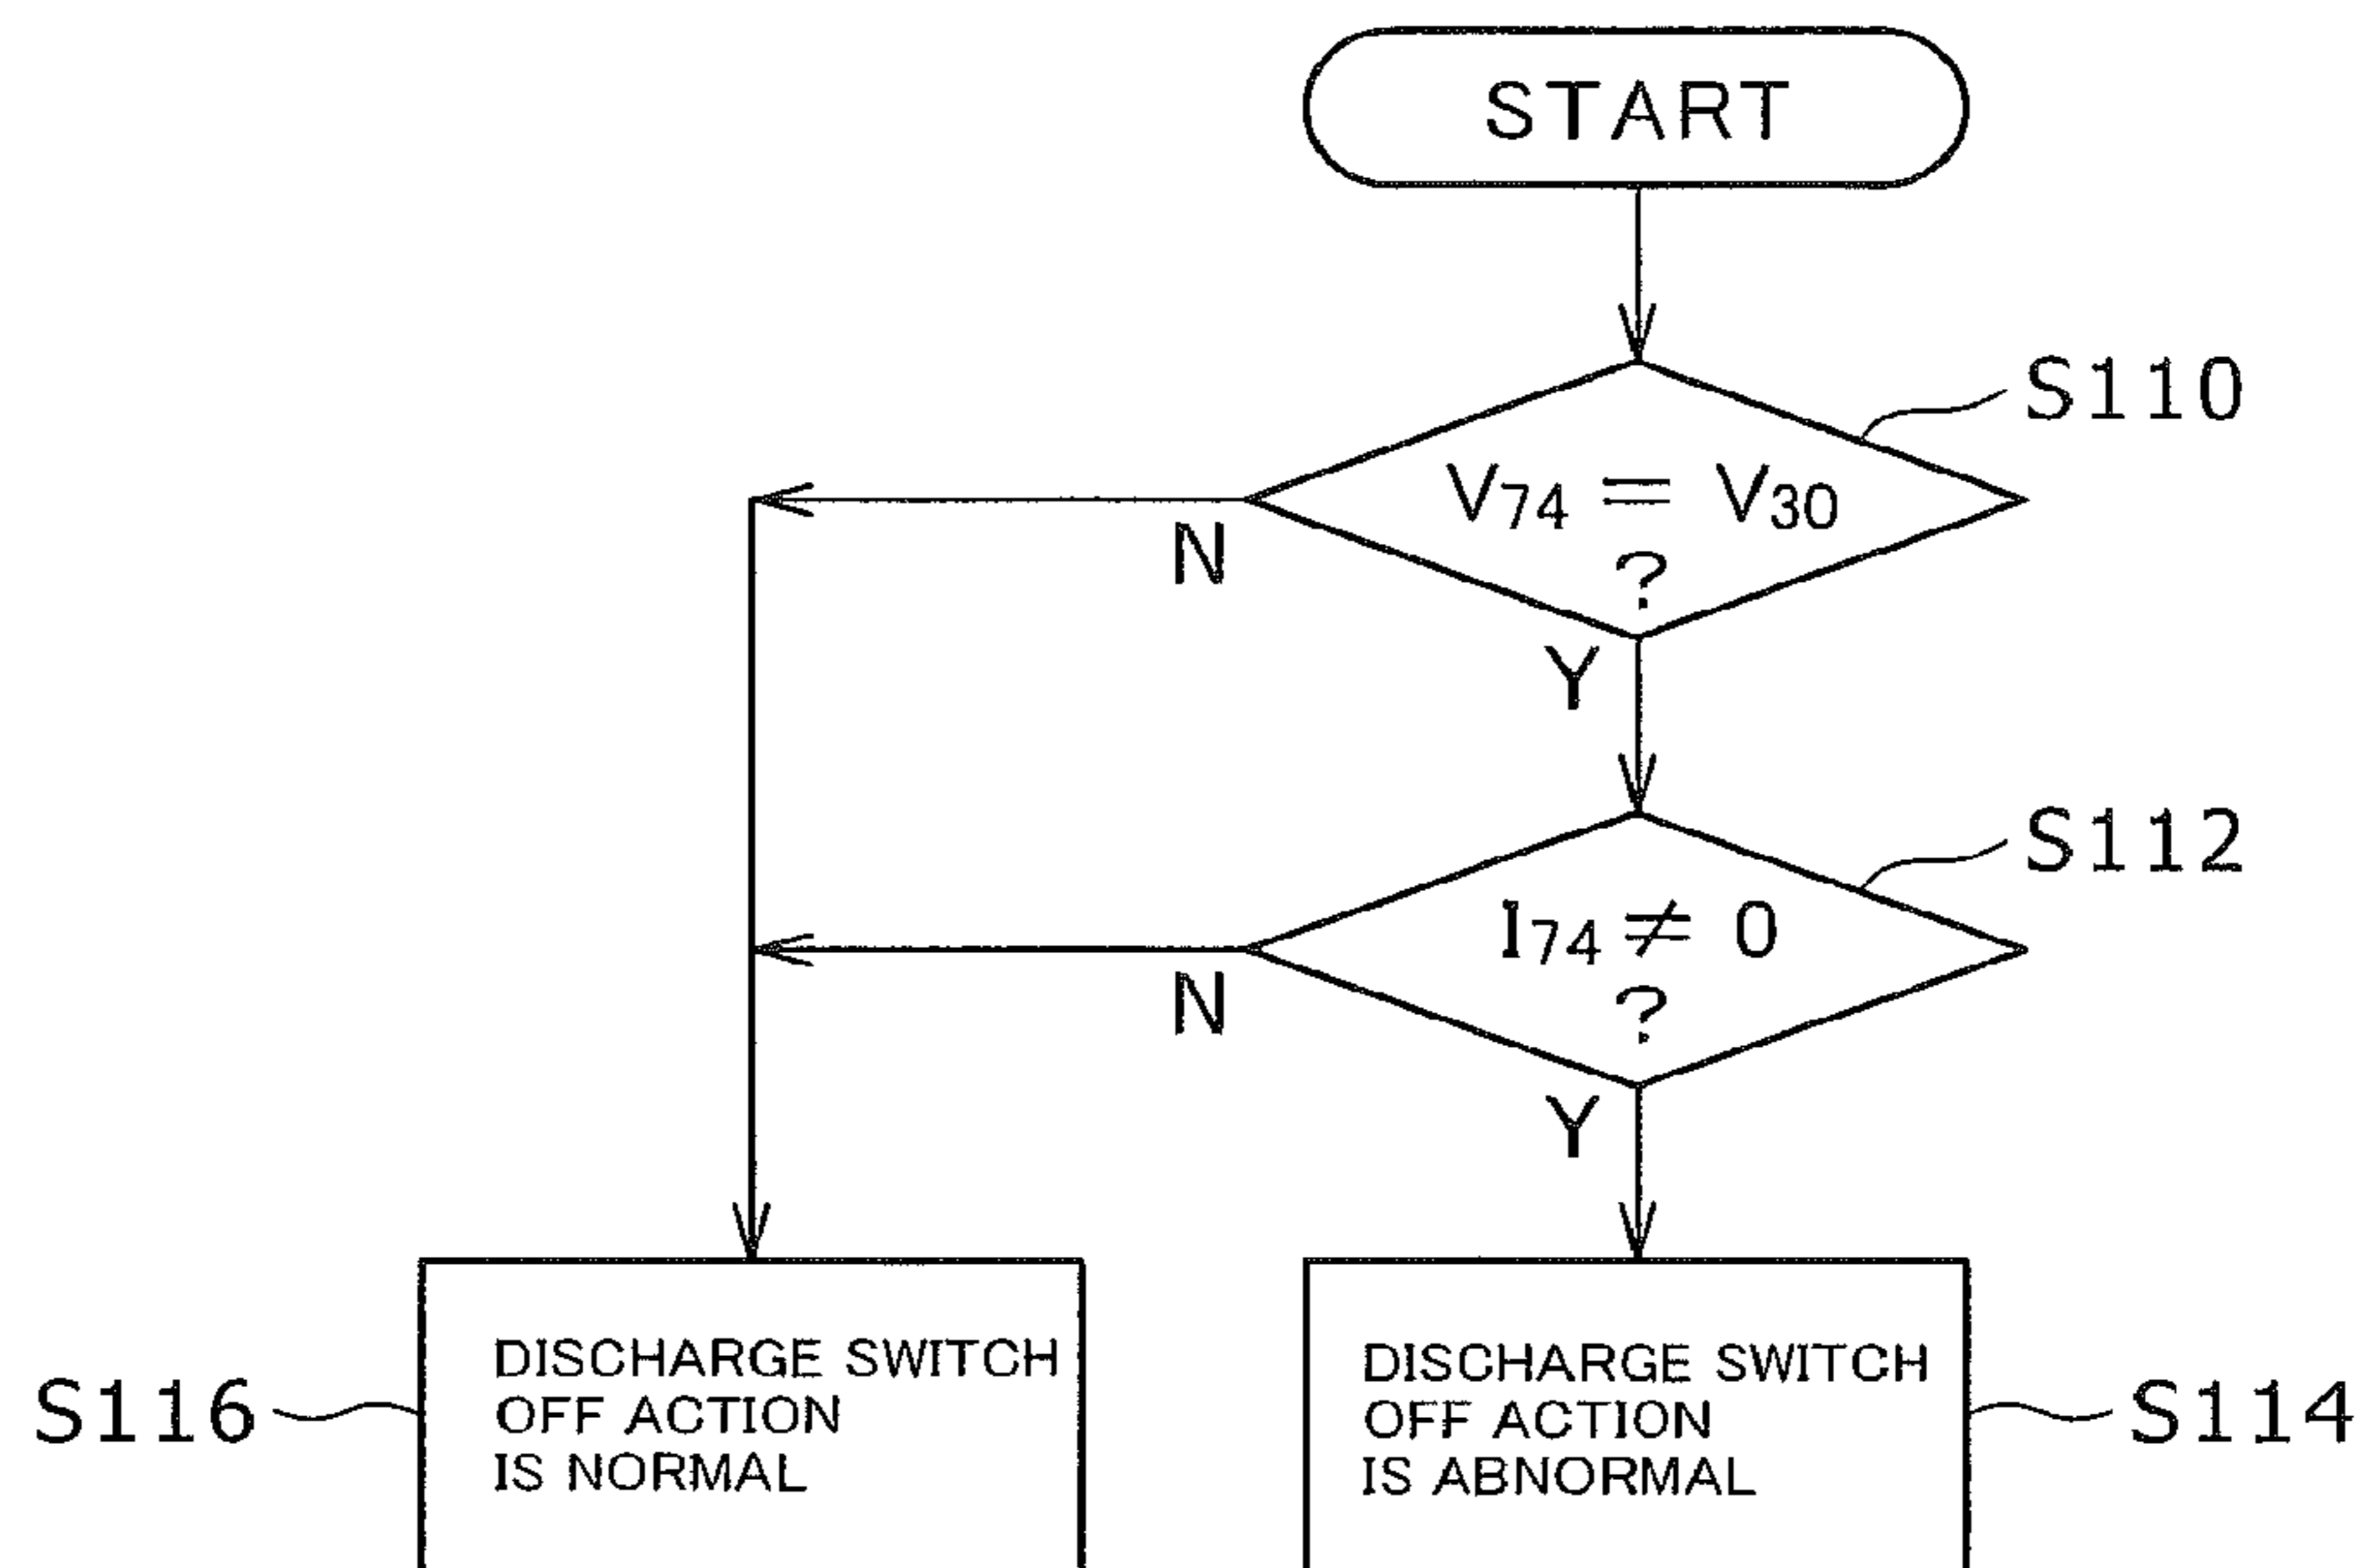 START
S110
V74 = V30
?
N
Y
S112
I74 ≠ 0
?
N
Y
S116
DISCHARGE SWITCH
OFF ACTION
IS NORMAL
DISCHARGE SWITCH
OFF ACTION
IS ABNORMAL
S114